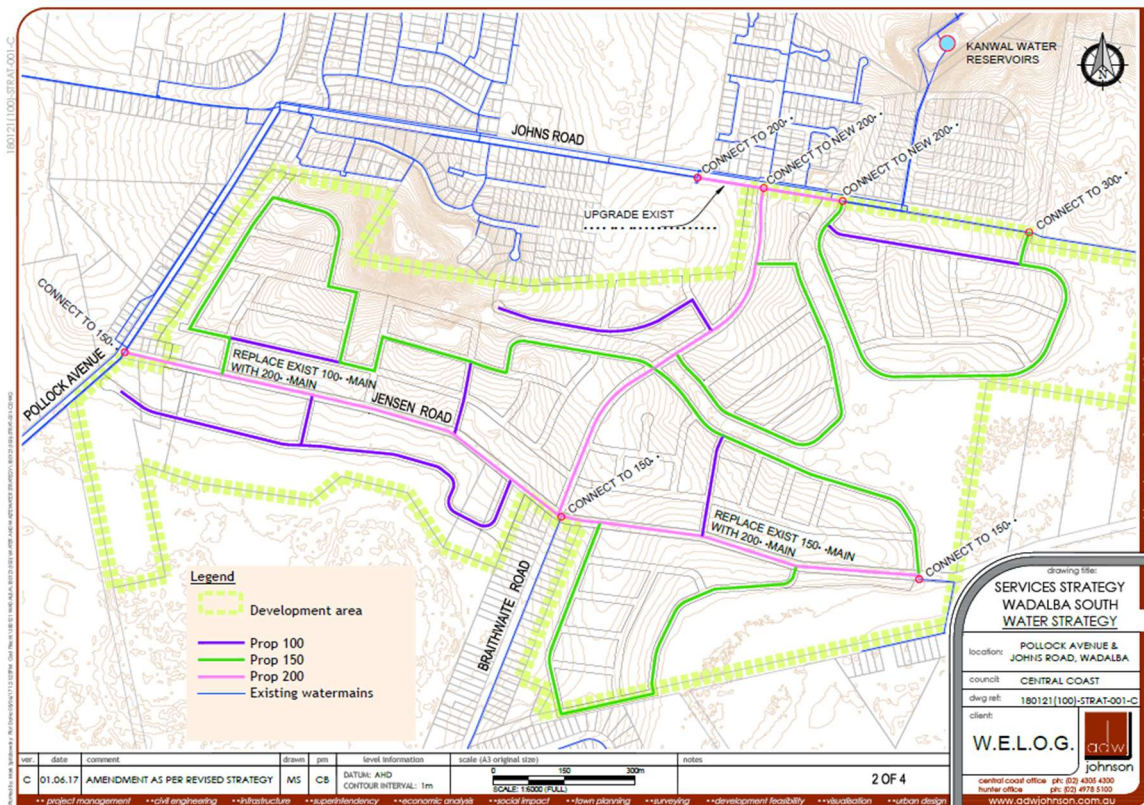 180121(100)-STRAT-001-C
KANWAL WATER
RESERVOIRS
N
JOHNS ROAD
CONNECT TO 200
CONNECT TO NEW 200
CONNECT TO NEW 200
CONNECT TO 300
UPGRADE EXIST
CONNECT TO 150
POLLOCK AVENUE
REPLACE EXIST 100 -MAIN
WITH 200 -MAIN
JENSEN ROAD
CONNECT TO 150
REPLACE EXIST 150 -MAIN
WITH 200 -MAIN
CONNECT TO 150
BRAITHWAITE ROAD
Legend
Development area
Prop 100
Prop 150
Prop 200
Existing watermains
drawing title:
SERVICES STRATEGY
WADALBA SOUTH
WATER STRATEGY
location: POLLOCK AVENUE &
JOHNS ROAD, WADALBA
council: CENTRAL COAST
dwg ref: 180121(100)-STRAT-001-C
client:
W.E.L.O.G.
adw
johnson
central coast office ph: (02) 4305 4300
hunter office ph: (02) 4978 5100
www.adwjohnson.com.au
ver. date comment drawn pm level information scale (A3 original size) notes
C 01.06.17 AMENDMENT AS PER REVISED STRATEGY MS CB
DATUM: AHD
CONTOUR INTERVAL: 1m
0 150 300m
SCALE: 1:6000 (FULL)
2 OF 4
project management civil engineering infrastructure superintendency economic analysis social impact town planning surveying development feasibility visualisation urban design